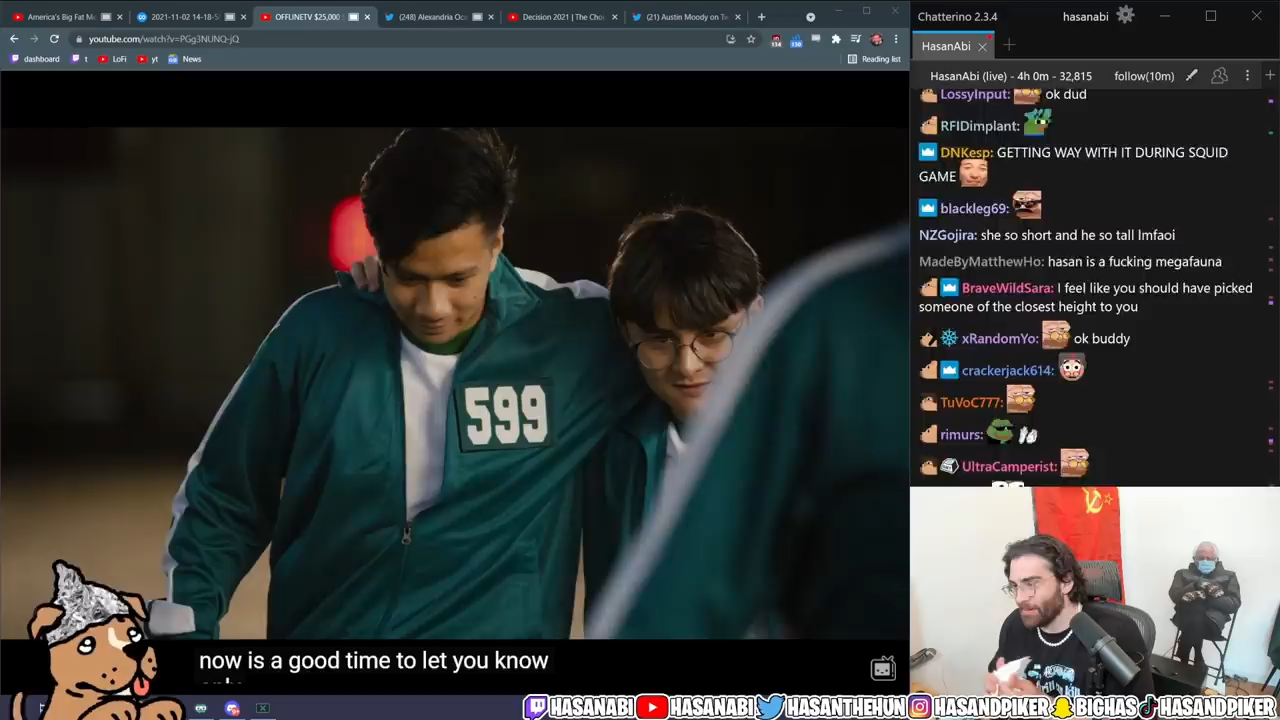 America's Big Fat M
2021-11-02 14-18-5
OFFLINETV $25,000
(248) Alexandria Oc
Decision 2021 | The Cho
(21) Austin Moody on Tw
youtube.com/watch?v=PGg3NUNQ-jQ
134
130
dashboard
t
LoFi
yt
News
Reading list
Chatterino 2.3.4
hasanabi
HasanAbi
HasanAbi (live) - 4h 0m - 32,815
follow(10m)
LossyInput: ok dud
RFIDimplant:
DNKesp: GETTING WAY WITH IT DURING SQUID
GAME
blackleg69:
NZGojira: she so short and he so tall lmfaoi
MadeByMatthewHo: hasan is a fucking megafauna
BraveWildSara: I feel like you should have picked
someone of the closest height to you
xRandomYo: ok buddy
crackerjack614:
TuVoC777:
rimurs:
UltraCamperist:
599
now is a good time to let you know
HASANABI
HASANABI
HASANTHEHUN
HASANDPIKER
BIGHAS
HASANDPIKER